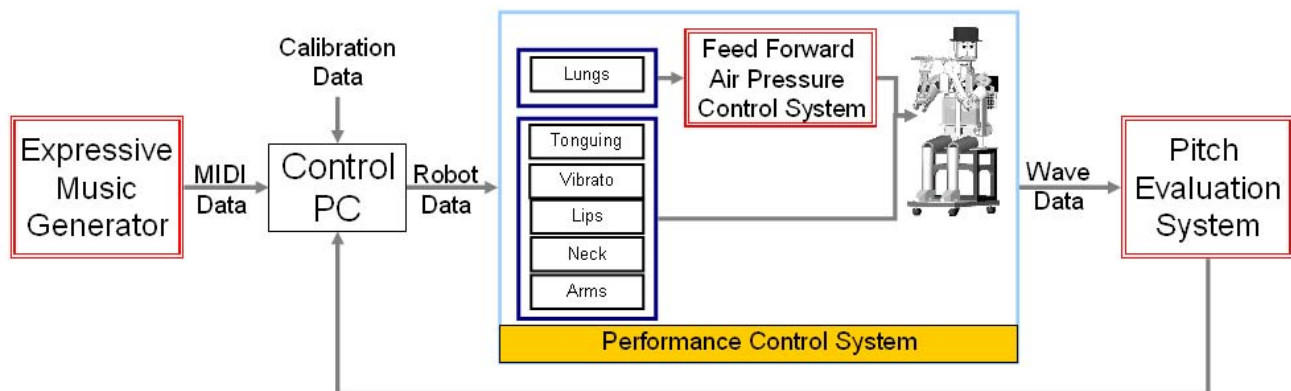 Expressive
Music
Generator
MIDI
Data
Calibration
Data
Control
PC
Robot
Data
Lungs
Tonguing
Vibrato
Lips
Neck
Arms
Feed Forward
Air Pressure
Control System
Performance Control System
Wave
Data
Pitch
Evaluation
System